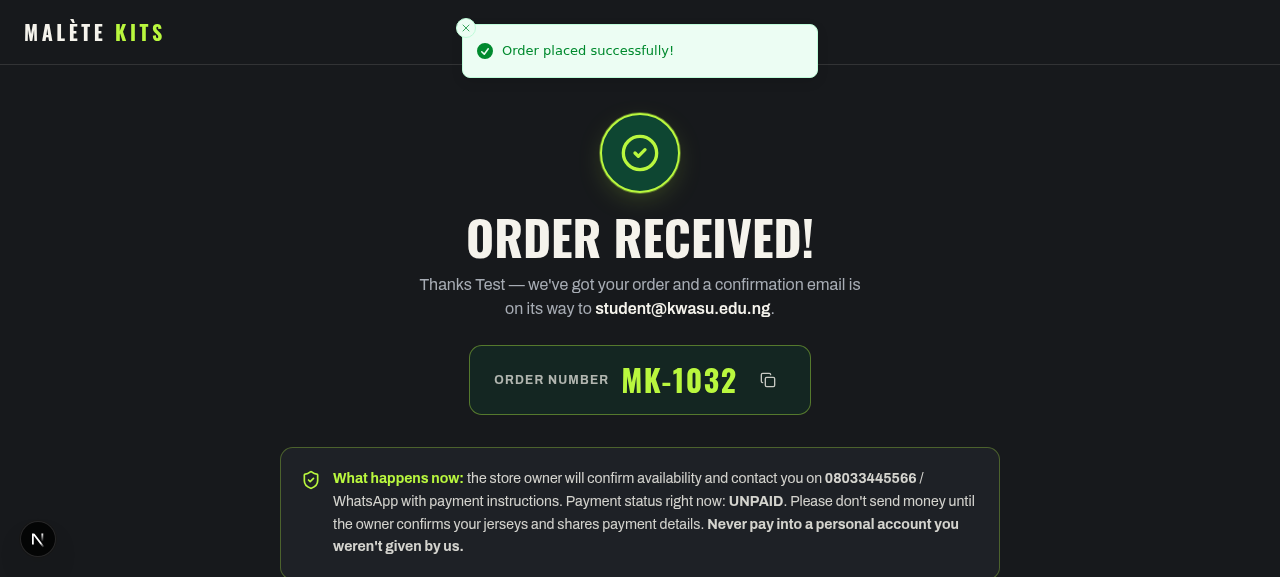 MALÈTE KITS
Order placed successfully!
ORDER RECEIVED!
Thanks Test — we've got your order and a confirmation email is
on its way to student@kwasu.edu.ng.
ORDER NUMBER MK-1032
What happens now: the store owner will confirm availability and contact you on 08033445566 /
WhatsApp with payment instructions. Payment status right now: UNPAID. Please don't send money until
the owner confirms your jerseys and shares payment details. Never pay into a personal account you
weren't given by us.
N